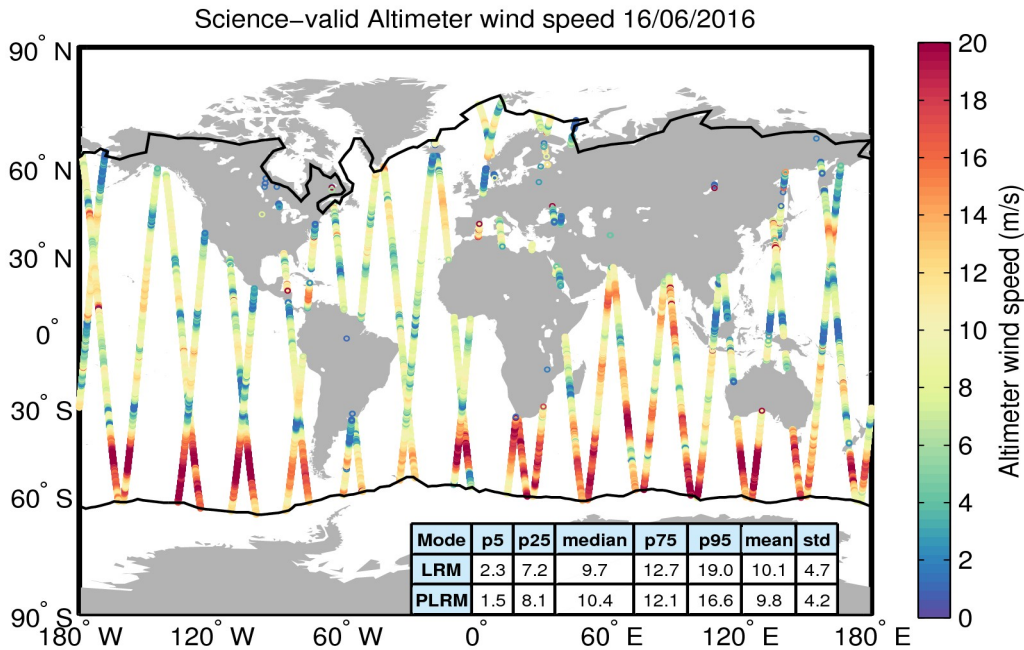 Science−valid Altimeter wind speed 16/06/2016
90° N
60° N
30° N
0°
30° S
60° S
90° S
180° W
120° W
60° W
0°
60° E
120° E
180° E
Mode p5 p25 median p75 p95 mean std
LRM 2.3 7.2 9.7 12.7 19.0 10.1 4.7
PLRM 1.5 8.1 10.4 12.1 16.6 9.8 4.2
20
18
16
14
12
10
8
6
4
2
0
Altimeter wind speed (m/s)